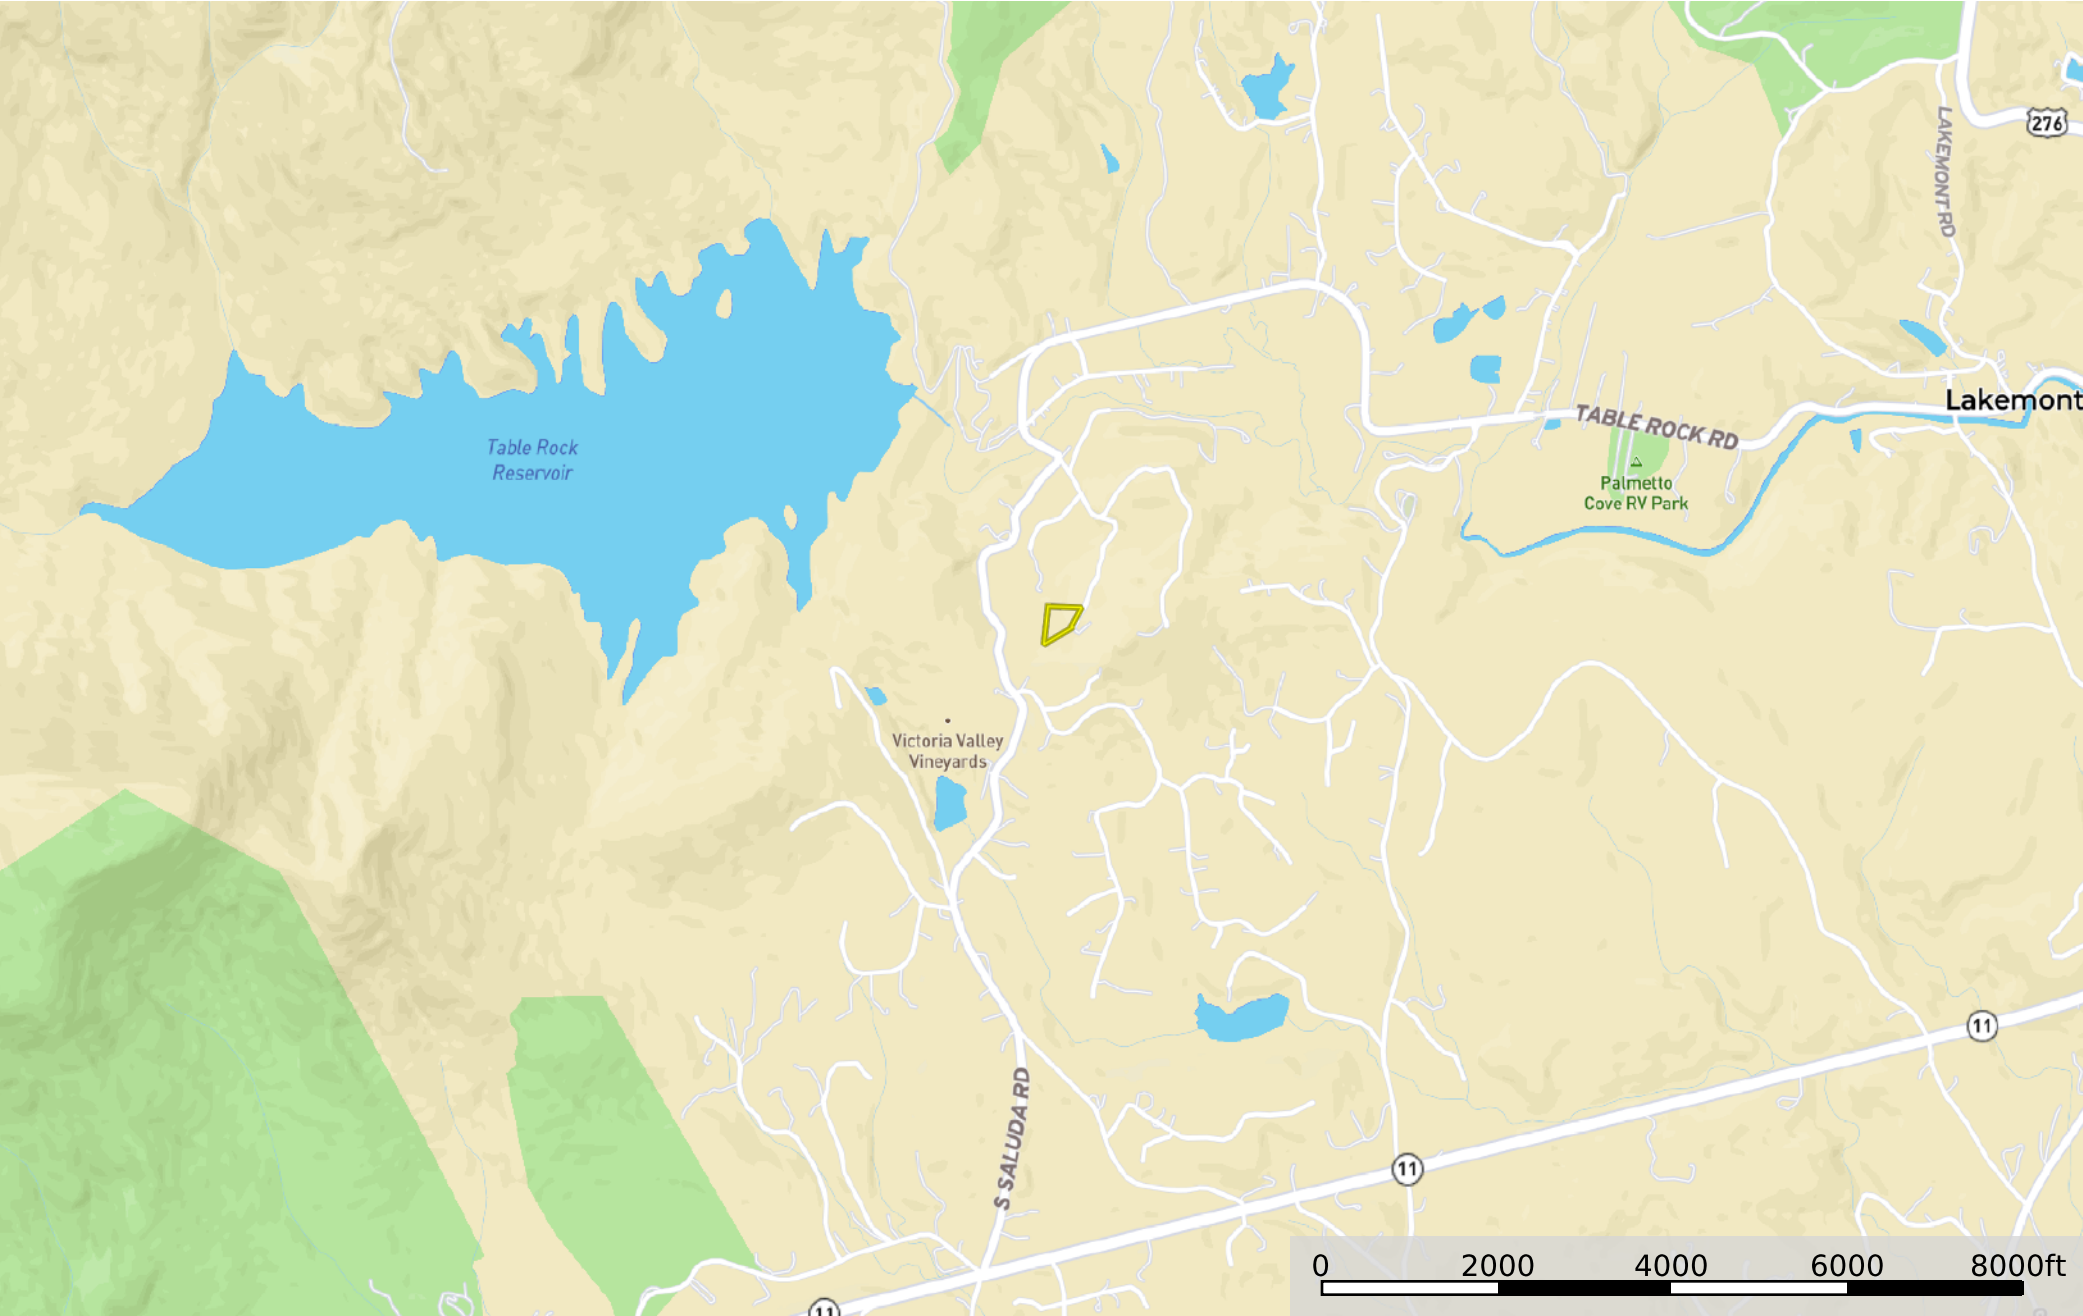 276
LAKEMONT RD
Lakemont
TABLE ROCK RD
Table Rock
Reservoir
Palmetto
Cove RV Park
Victoria Valley
Vineyards
11
11
S SALUDA RD
11
0 2000 4000 6000 8000ft